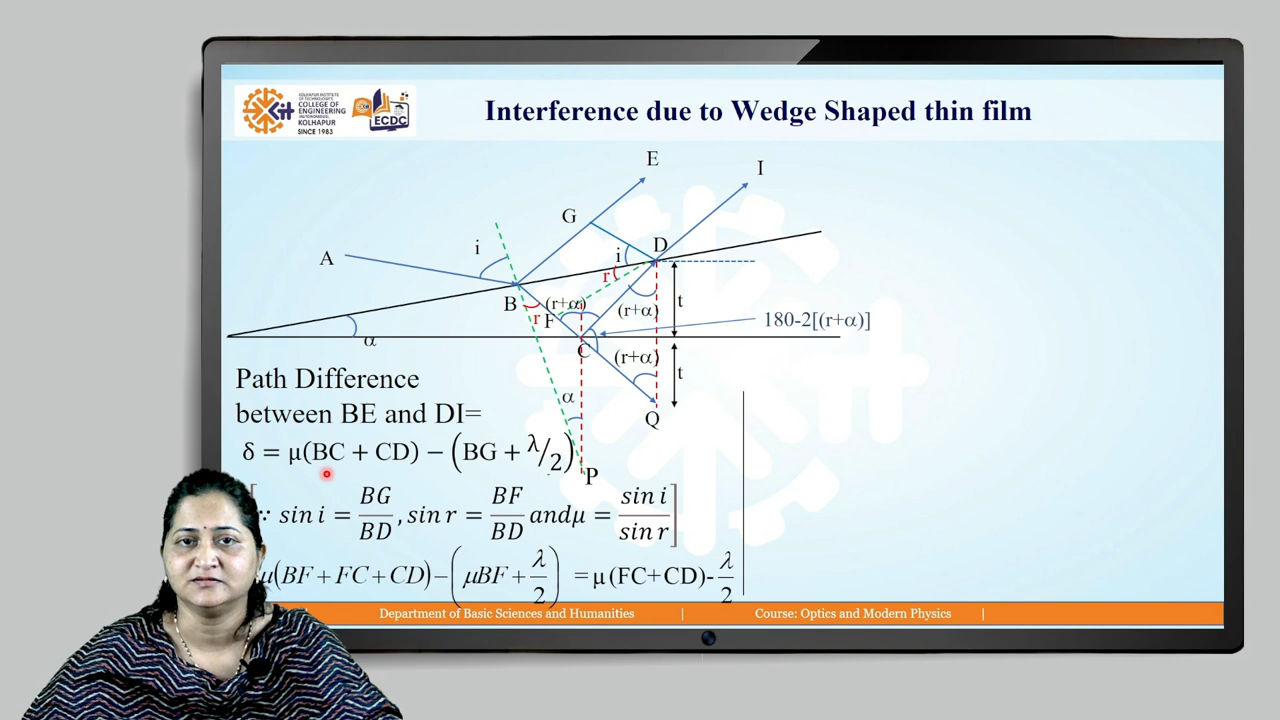 KOLHAPUR INSTITUTE
OF TECHNOLOGY'S
COLLEGE OF
ENGINEERING
(AUTONOMOUS),
KOLHAPUR
SINCE 1983
ECDC
Interference due to Wedge Shaped thin film
E
I
G
D
i
i
A
r
B
(r+α)
r
F
(r+α)
t
180-2[(r+α)]
α
C
(r+α)
t
Path Difference
between BE and DI=
α
Q
δ = μ(BC + CD) − (BG + λ/2)
P
[∵ sin i = BG/BD, sin r = BF/BD andμ = sin i/sin r]
μ(BF+FC+CD)−(μBF+λ/2) =μ(FC+CD)-λ/2
Department of Basic Sciences and Humanities | Course: Optics and Modern Physics |